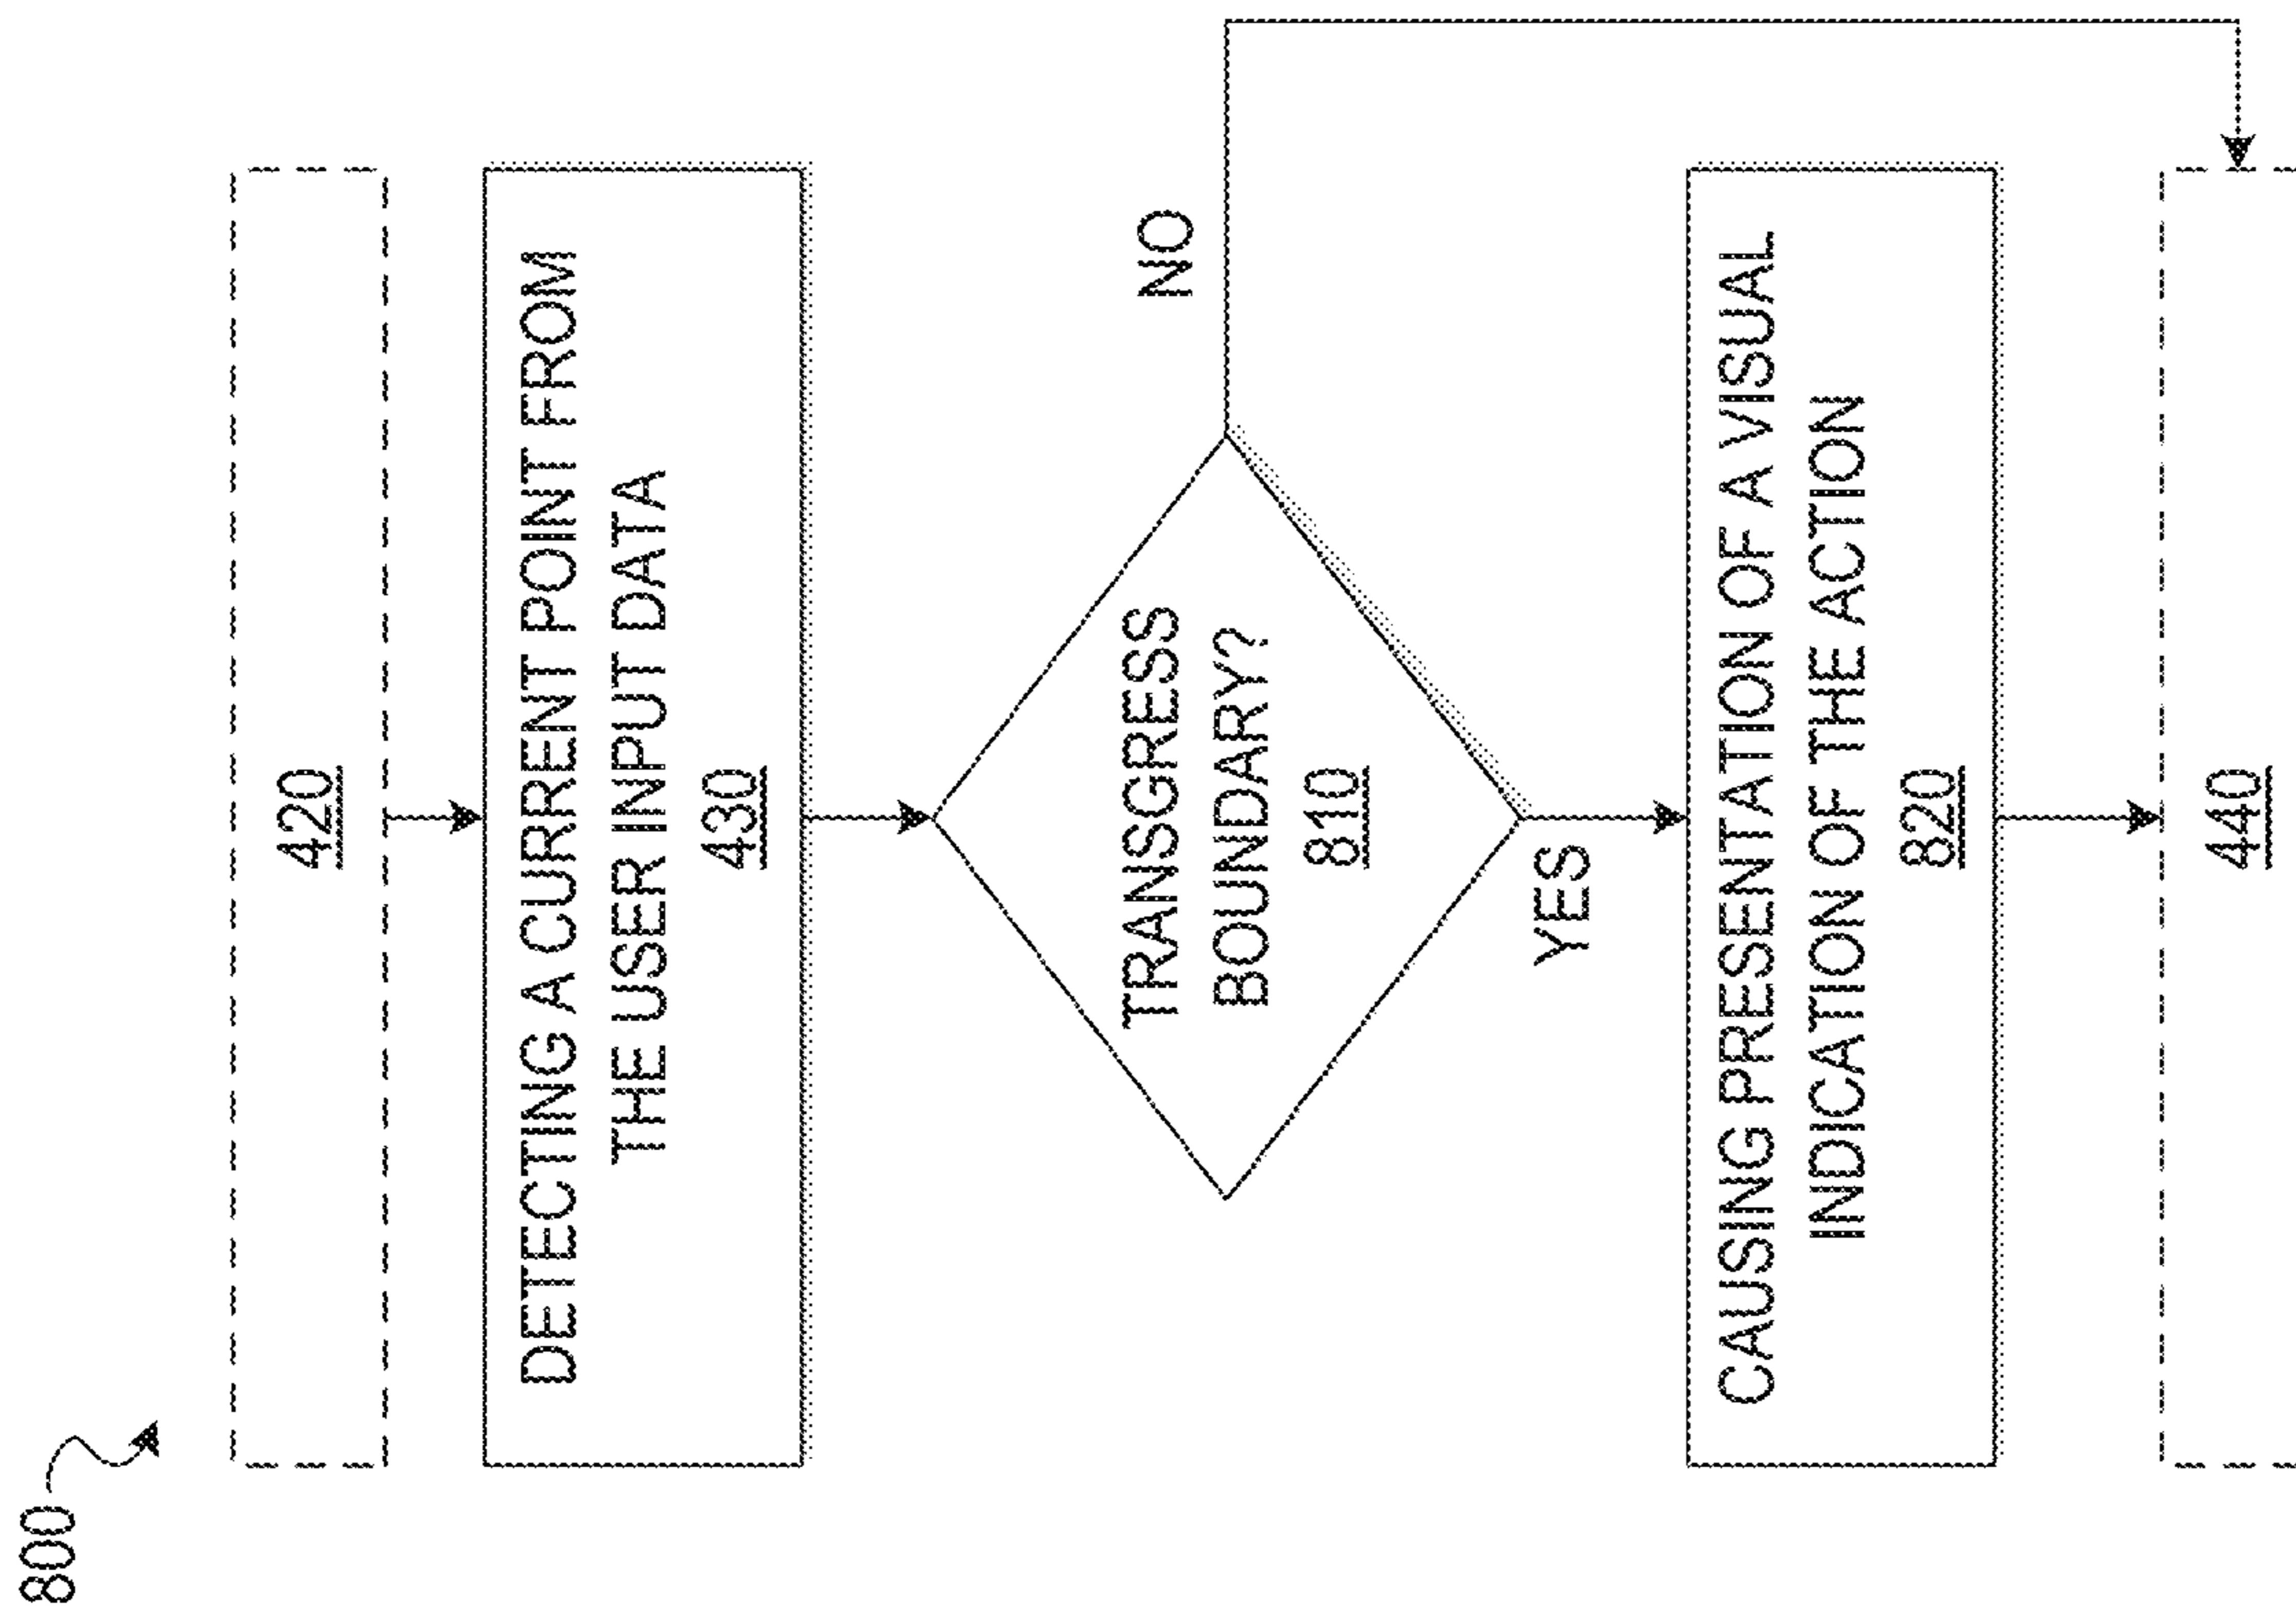 800
420
DETECTING A CURRENT POINT FROM
THE USER INPUT DATA
430
TRANSGRESS
BOUNDARY?
810
NO
YES
CAUSING PRESENTATION OF A VISUAL
INDICATION OF THE ACTION
820
440